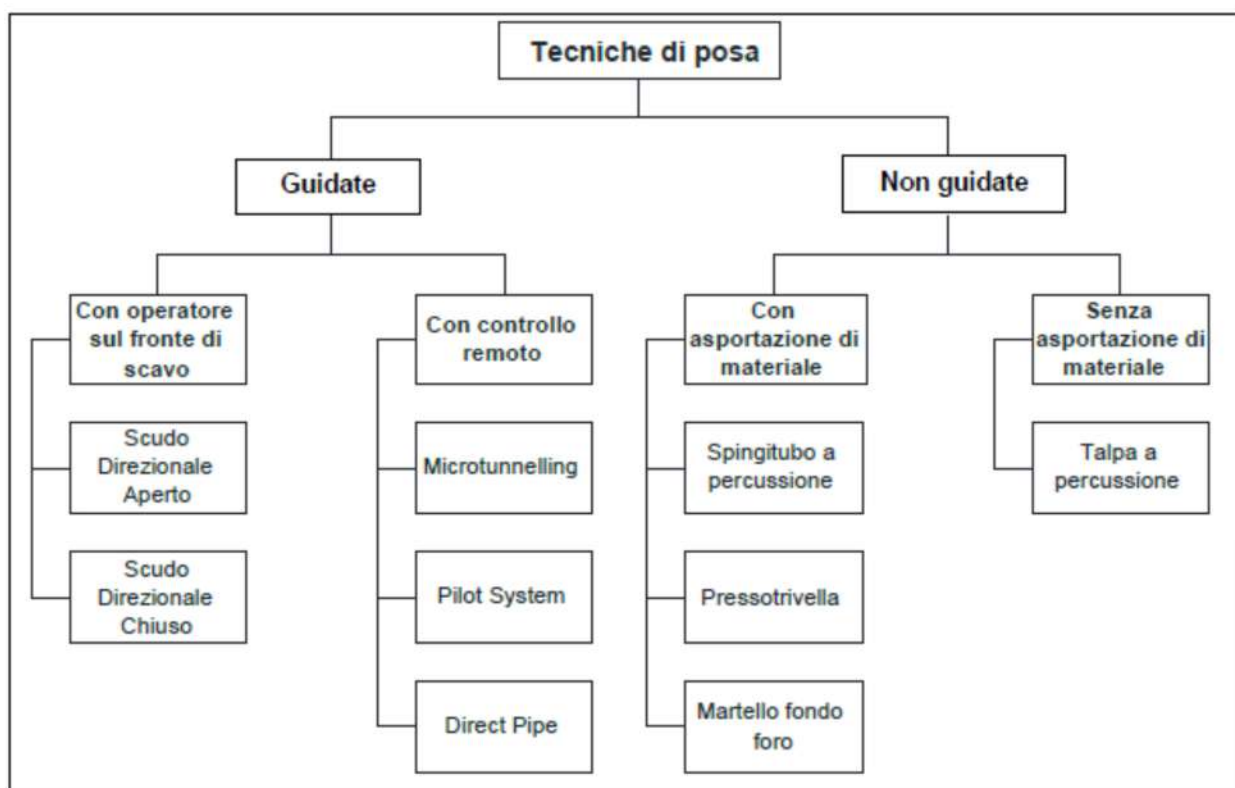 Tecniche di posa
Guidate
Non guidate
Con operatore
sul fronte di
scavo
Con controllo
remoto
Con
asportazione di
materiale
Senza
asportazione di
materiale
Scudo
Direzionale
Aperto
Microtunnelling
Spingitubo a
percussione
Talpa a
percussione
Scudo
Direzionale
Chiuso
Pilot System
Pressotrivella
Direct Pipe
Martello fondo
foro